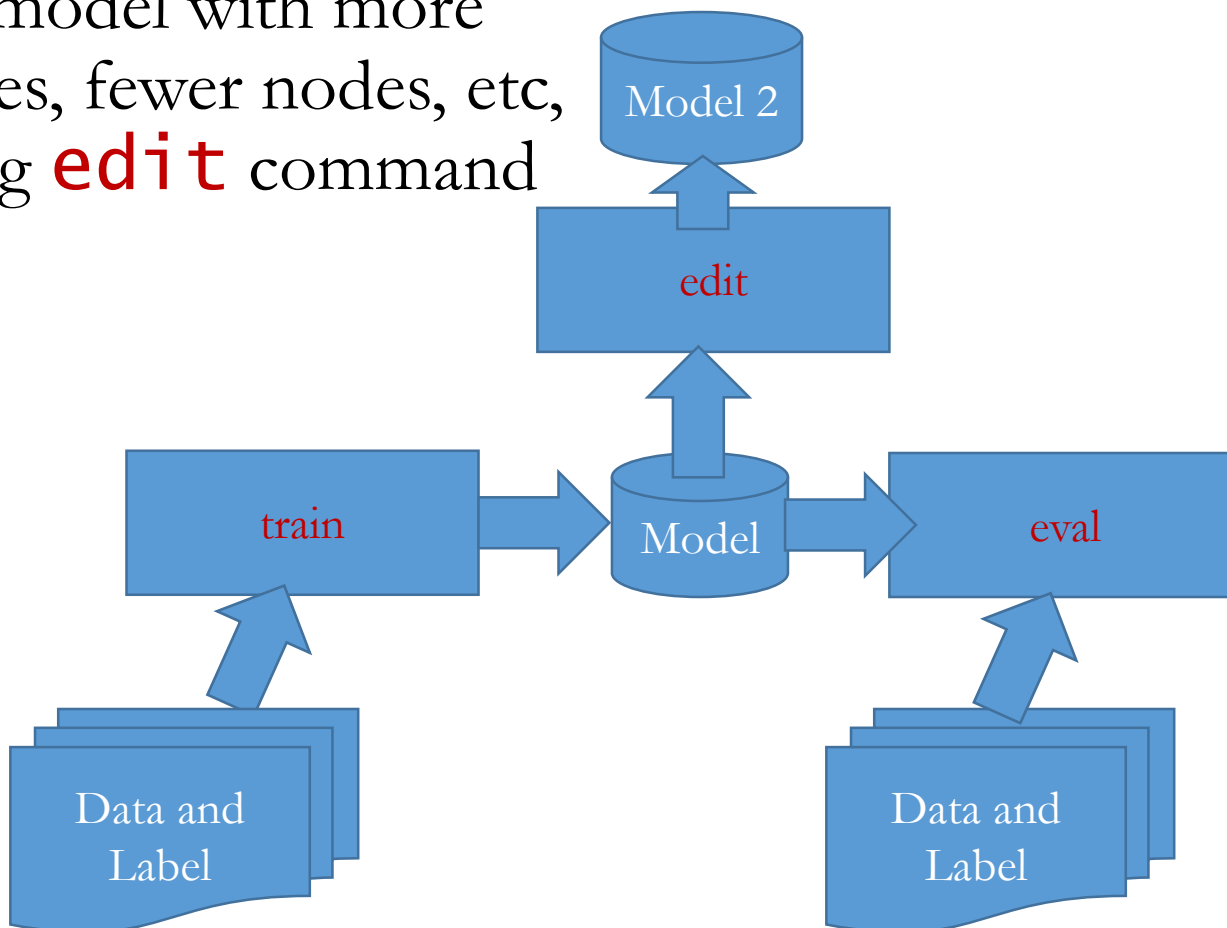 model with more
es, fewer nodes, etc,
g edit command
Model 2
edit
train
Model
eval
Data and
Label
Data and
Label